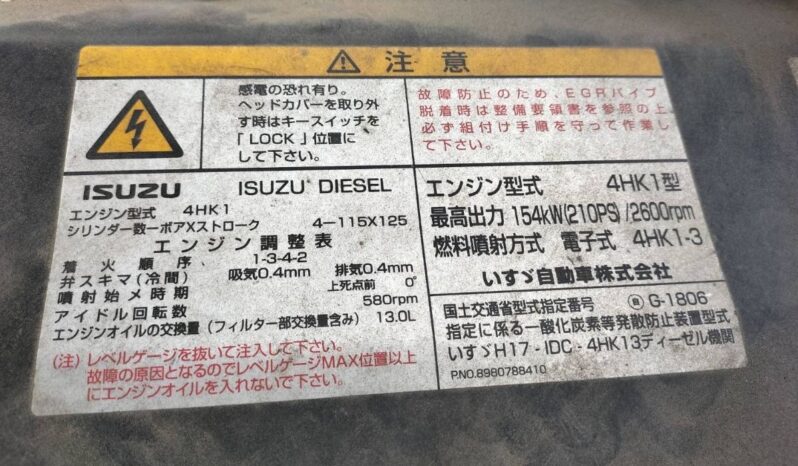 ⚠ 注意
感電の恐れ有り。
ヘッドカバーを取り外
す時はキースイッチを
「LOCK」位置に
して下さい。
故障防止のため、EGRパイプ
脱着時は整備要領書を参照の上、
必ず組付け手順を守って作業し
て下さい。
ISUZU ISUZU DIESEL
エンジン型式 4HK1
シリンダー数ーボアXストローク 4-115X125
エンジン調整表
着火順序 1-3-4-2
弁スキマ(冷間) 吸気0.4mm 排気0.4mm
噴射始メ時期 上死点前 0°
アイドル回転数 580rpm
エンジンオイルの交換量(フィルター部交換量含み) 13.0L
(注)レベルゲージを抜いて注入して下さい。
故障の原因となるのでレベルゲージMAX位置以上
にエンジンオイルを入れないで下さい。
エンジン型式 4HK1型
最高出力 154kW(210PS)/2600rpm
燃料噴射方式 電子式 4HK1-3
いすゞ自動車株式会社
国土交通省型式指定番号 G-1806
指定に係る一酸化炭素等発散防止装置型式
いすゞH17-IDC-4HK13ディーゼル機関
P.NO.8980788410